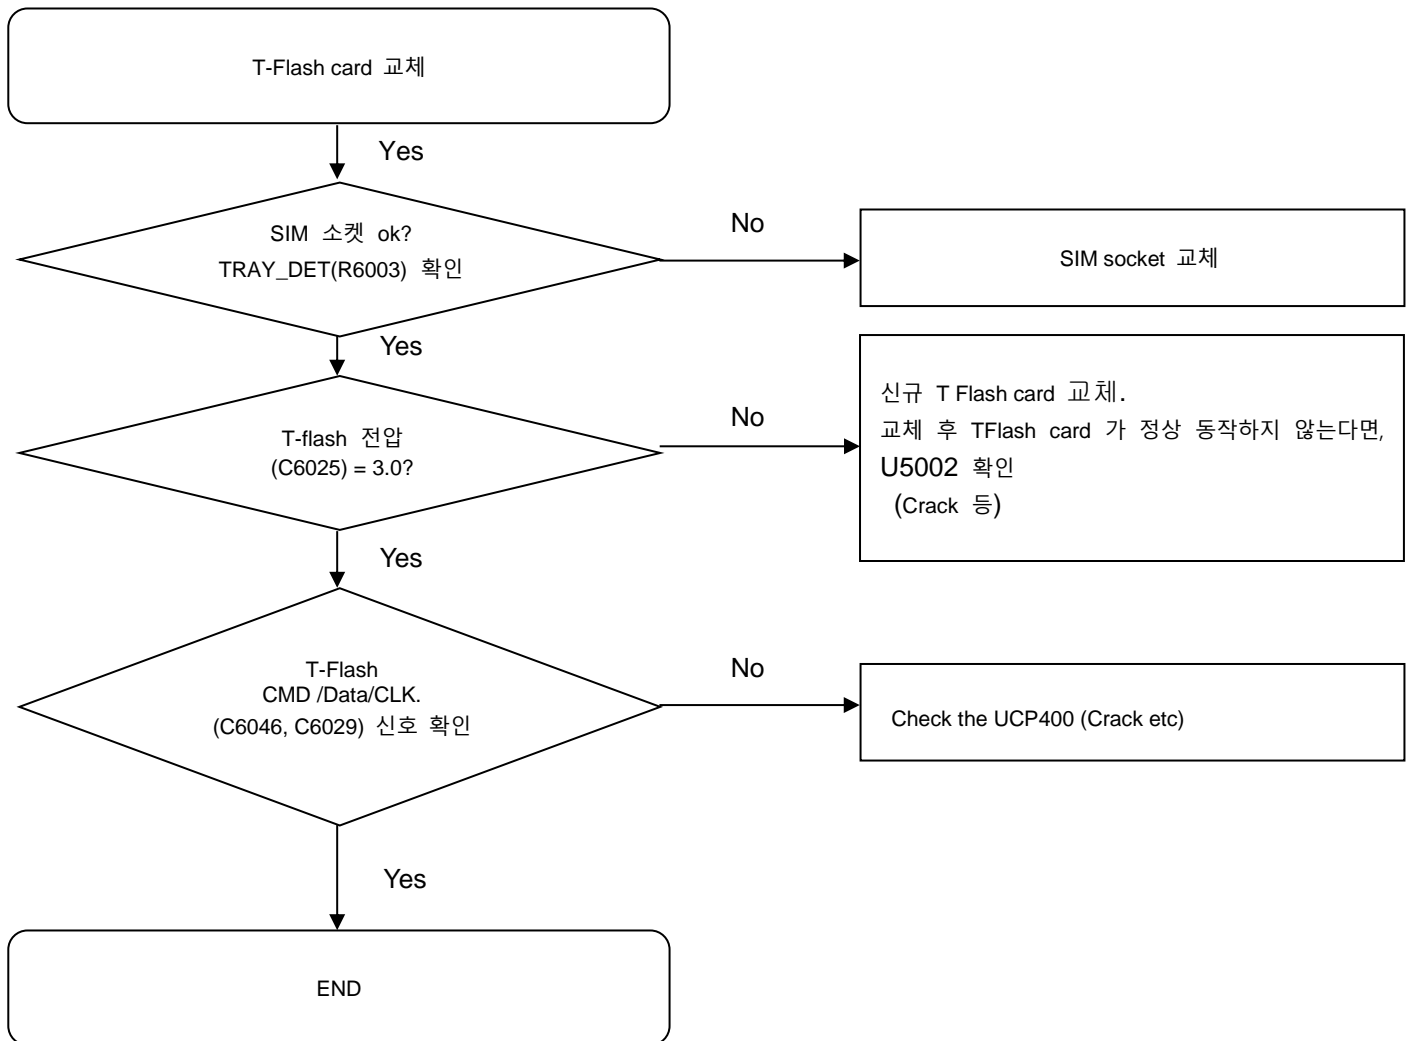 T-Flash card 교체
Yes
SIM 소켓 ok?
TRAY_DET(R6003) 확인
No
SIM socket 교체
Yes
T-flash 전압
(C6025) = 3.0?
No
신규 T Flash card 교체.
교체 후 TFlash card 가 정상 동작하지 않는다면,
U5002 확인
(Crack 등)
Yes
T-Flash
CMD /Data/CLK.
(C6046, C6029) 신호 확인
No
Check the UCP400 (Crack etc)
Yes
END